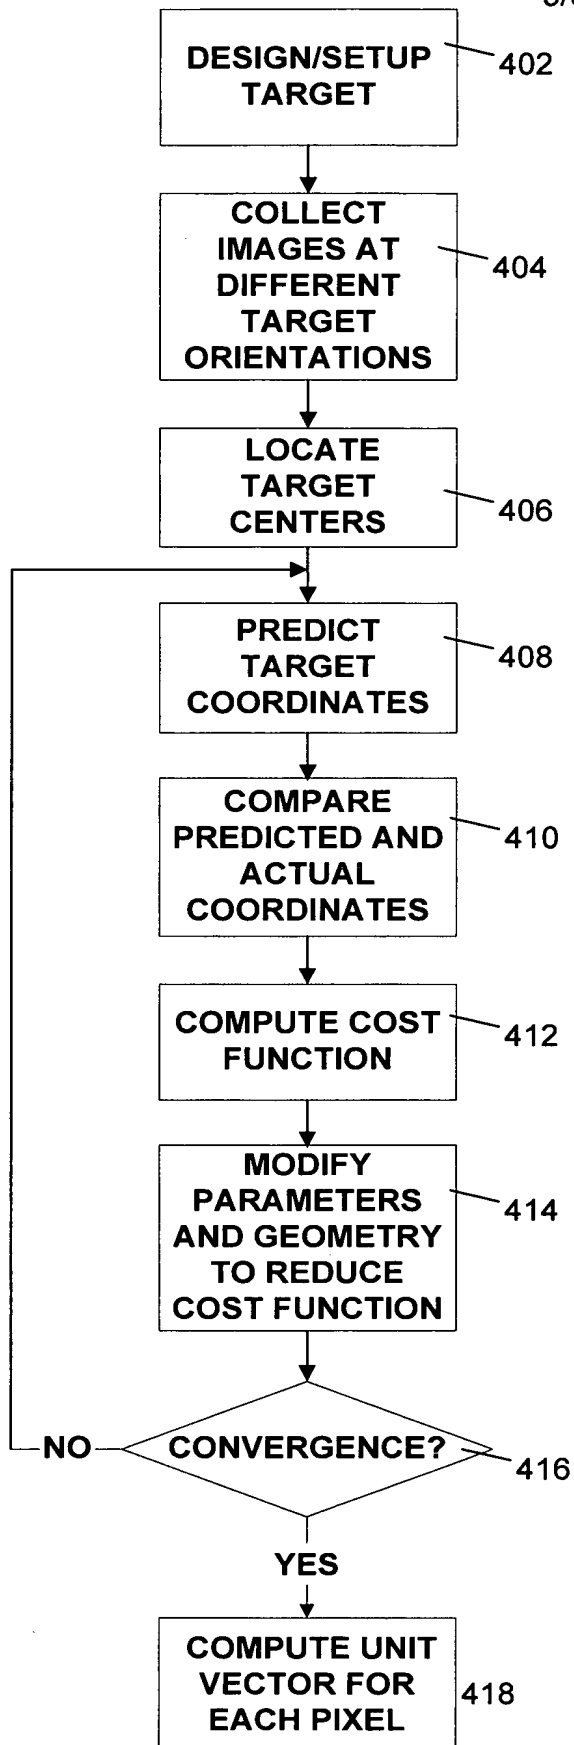 DESIGN/SETUP
TARGET
402
COLLECT
IMAGES AT
DIFFERENT
TARGET
ORIENTATIONS
404
LOCATE
TARGET
CENTERS
406
PREDICT
TARGET
COORDINATES
408
COMPARE
PREDICTED AND
ACTUAL
COORDINATES
410
COMPUTE COST
FUNCTION
412
MODIFY
PARAMETERS
AND GEOMETRY
TO REDUCE
COST FUNCTION
414
NO
CONVERGENCE?
416
YES
COMPUTE UNIT
VECTOR FOR
EACH PIXEL
418